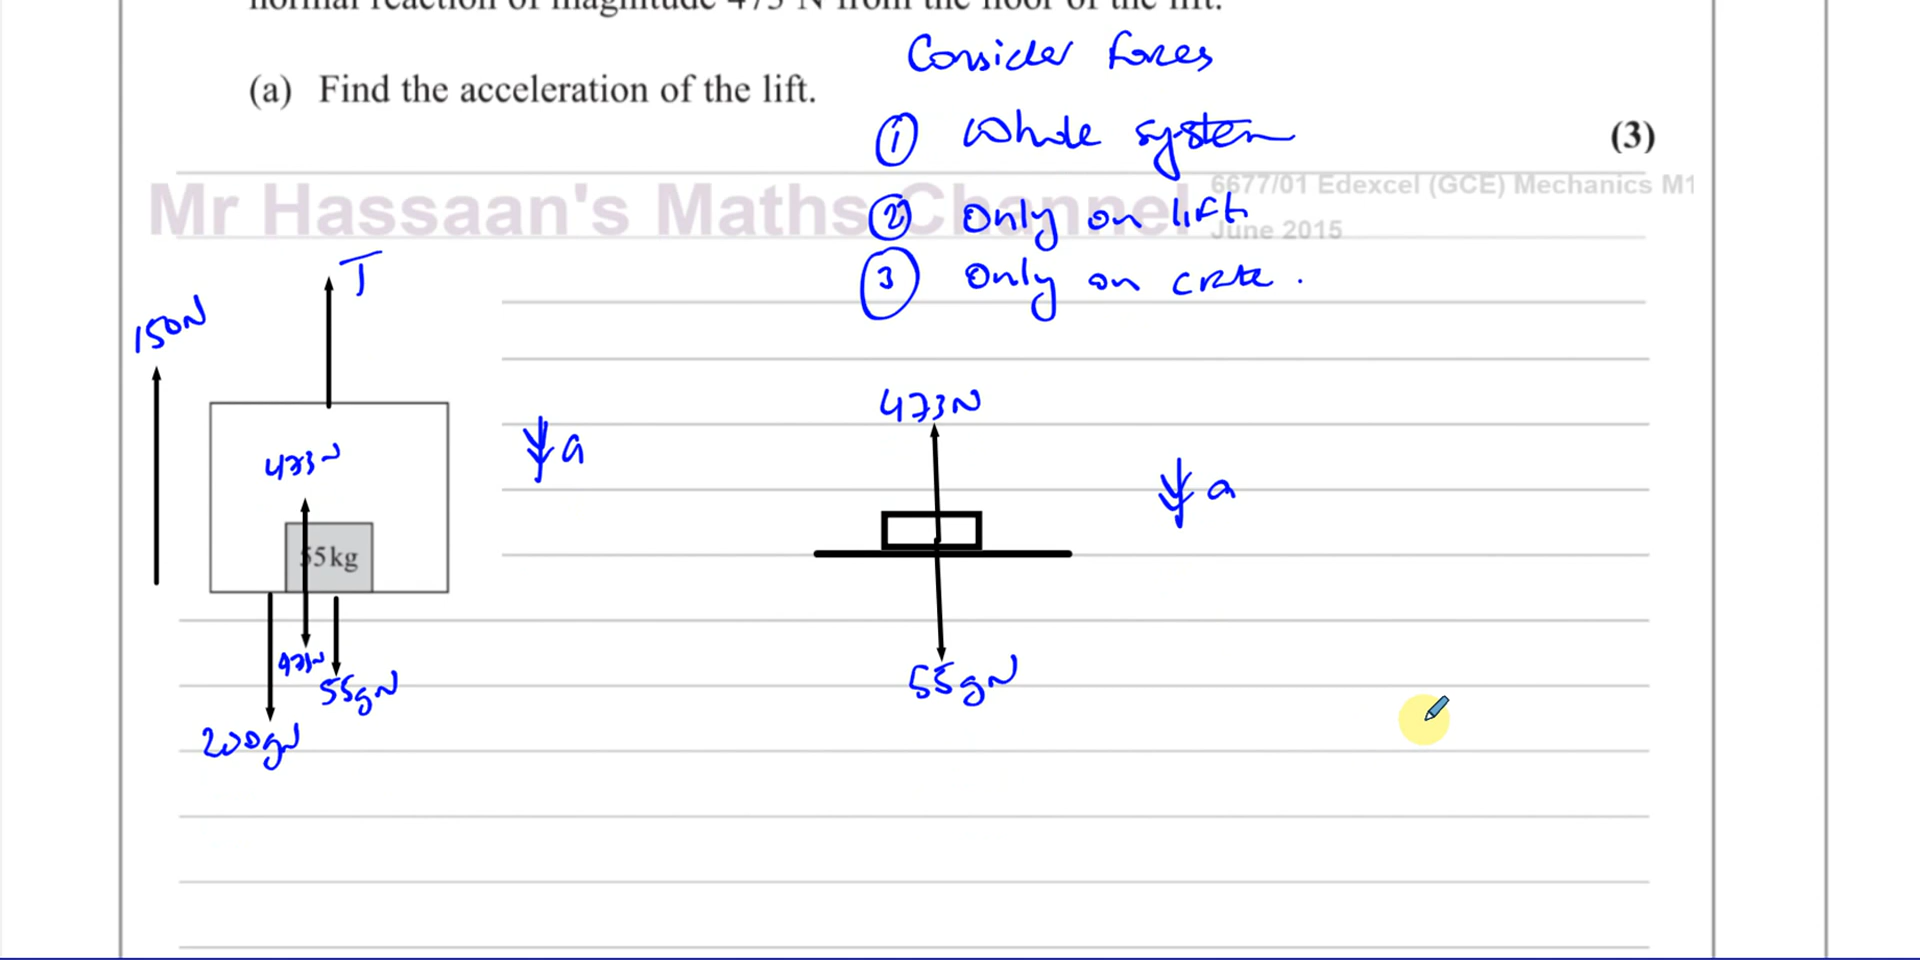 normal reaction of magnitude 473 N from the floor of the lift.
Consider forces
(a) Find the acceleration of the lift.
① Whole system
(3)
Mr Hassaan's Maths Channel
6677/01 Edexcel (GCE) Mechanics M1
June 2015
② Only on lift
③ Only on crate.
T
150N
473N
a
473N
a
55kg
473N
55gN
55gN
200gN